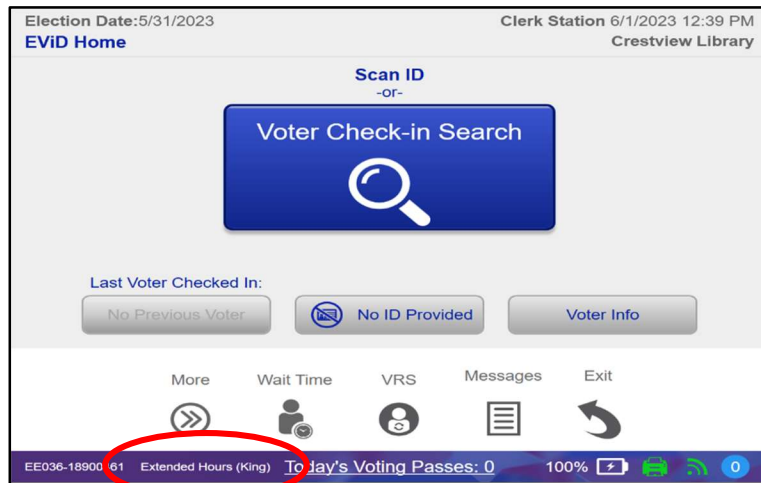 Election Date:5/31/2023
Clerk Station 6/1/2023 12:39 PM
EViD Home
Crestview Library
Scan ID
-or-
Voter Check-in Search
Last Voter Checked In:
No Previous Voter
No ID Provided
Voter Info
More
Wait Time
VRS
Messages
Exit
Extended Hours (King)
Today's Voting Passes: 0
100%
0